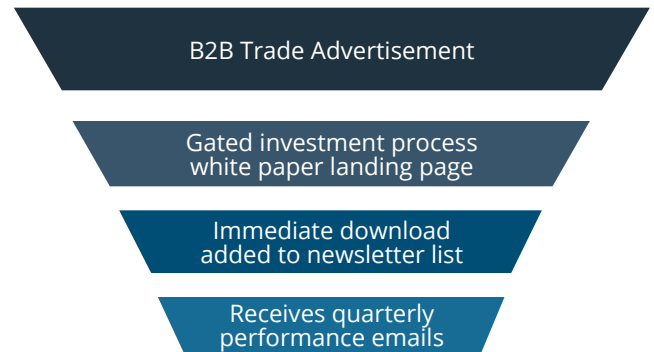 B2B Trade Advertisement
Gated investment process
white paper landing page
Immediate download
added to newsletter list
Receives quarterly
performance emails